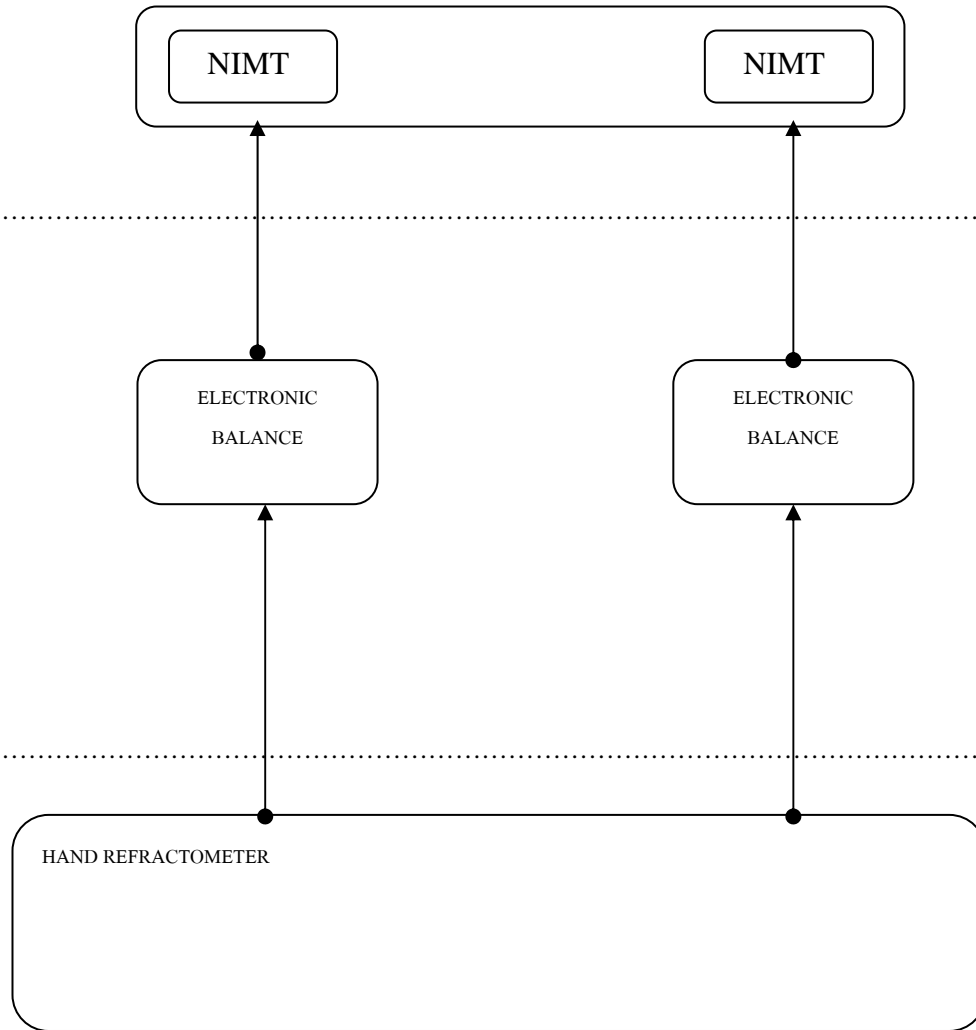 NIMT
NIMT
ELECTRONIC
BALANCE
ELECTRONIC
BALANCE
HAND REFRACTOMETER